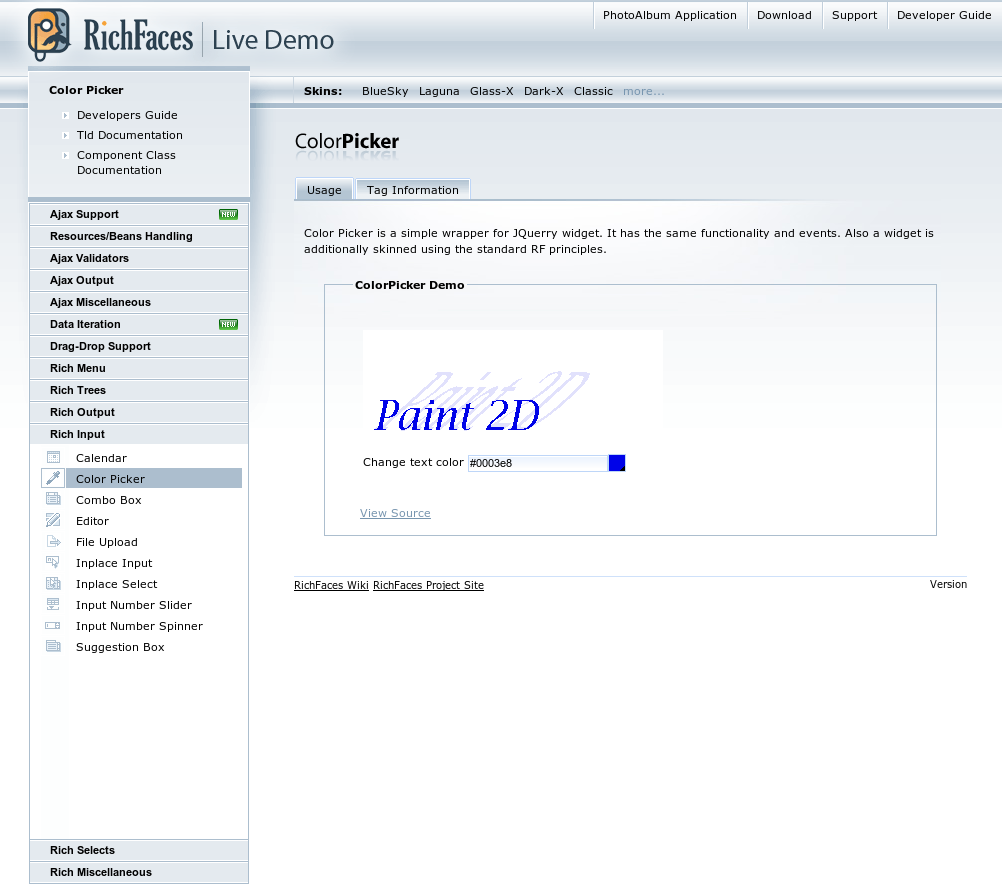 RichFaces Live Demo
PhotoAlbum Application Download Support Developer Guide
Skins: BlueSky Laguna Glass-X Dark-X Classic more...
Color Picker
Developers Guide
Tld Documentation
Component Class
Documentation
Ajax Support NEW
Resources/Beans Handling
Ajax Validators
Ajax Output
Ajax Miscellaneous
Data Iteration NEW
Drag-Drop Support
Rich Menu
Rich Trees
Rich Output
Rich Input
Calendar
Color Picker
Combo Box
Editor
File Upload
Inplace Input
Inplace Select
Input Number Slider
Input Number Spinner
Suggestion Box
Rich Selects
Rich Miscellaneous
ColorPicker
Usage Tag Information
Color Picker is a simple wrapper for JQuerry widget. It has the same functionality and events. Also a widget is
additionally skinned using the standard RF principles.
ColorPicker Demo
Paint 2D
Paint 2D
Change text color #0003e8
View Source
RichFaces Wiki RichFaces Project Site Version